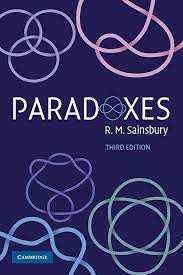 PARADOXES
R. M. SAINSBURY
THIRD EDITION
CAMBRIDGE